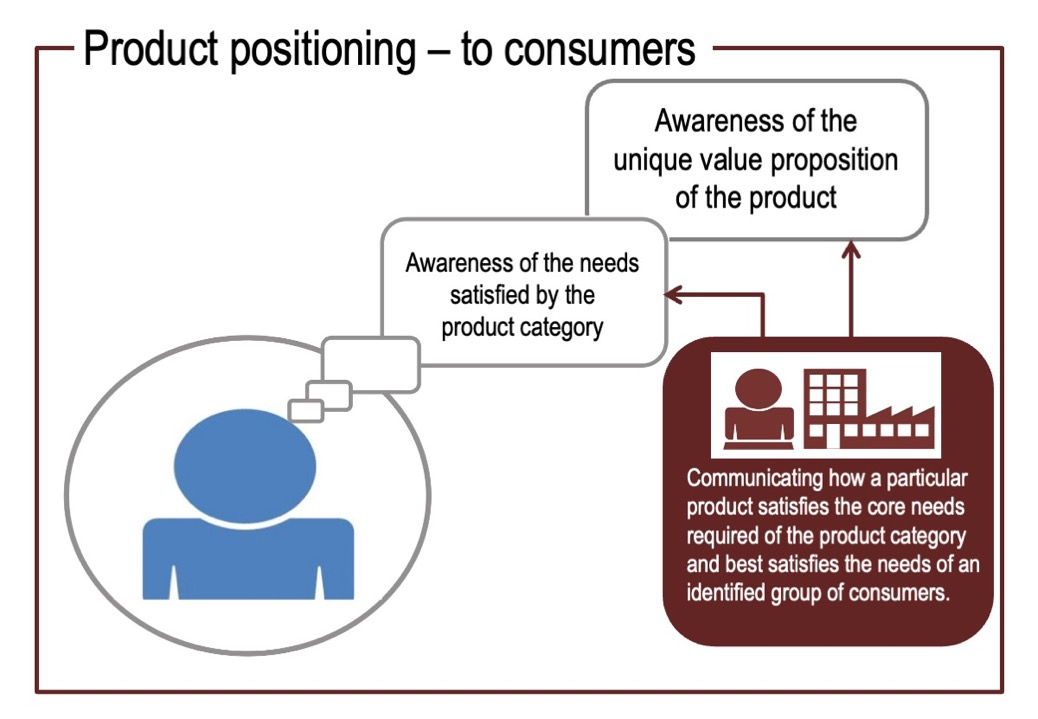 Product positioning – to consumers
Awareness of the
unique value proposition
of the product
Awareness of the needs
satisfied by the
product category
Communicating how a particular
product satisfies the core needs
required of the product category
and best satisfies the needs of an
identified group of consumers.